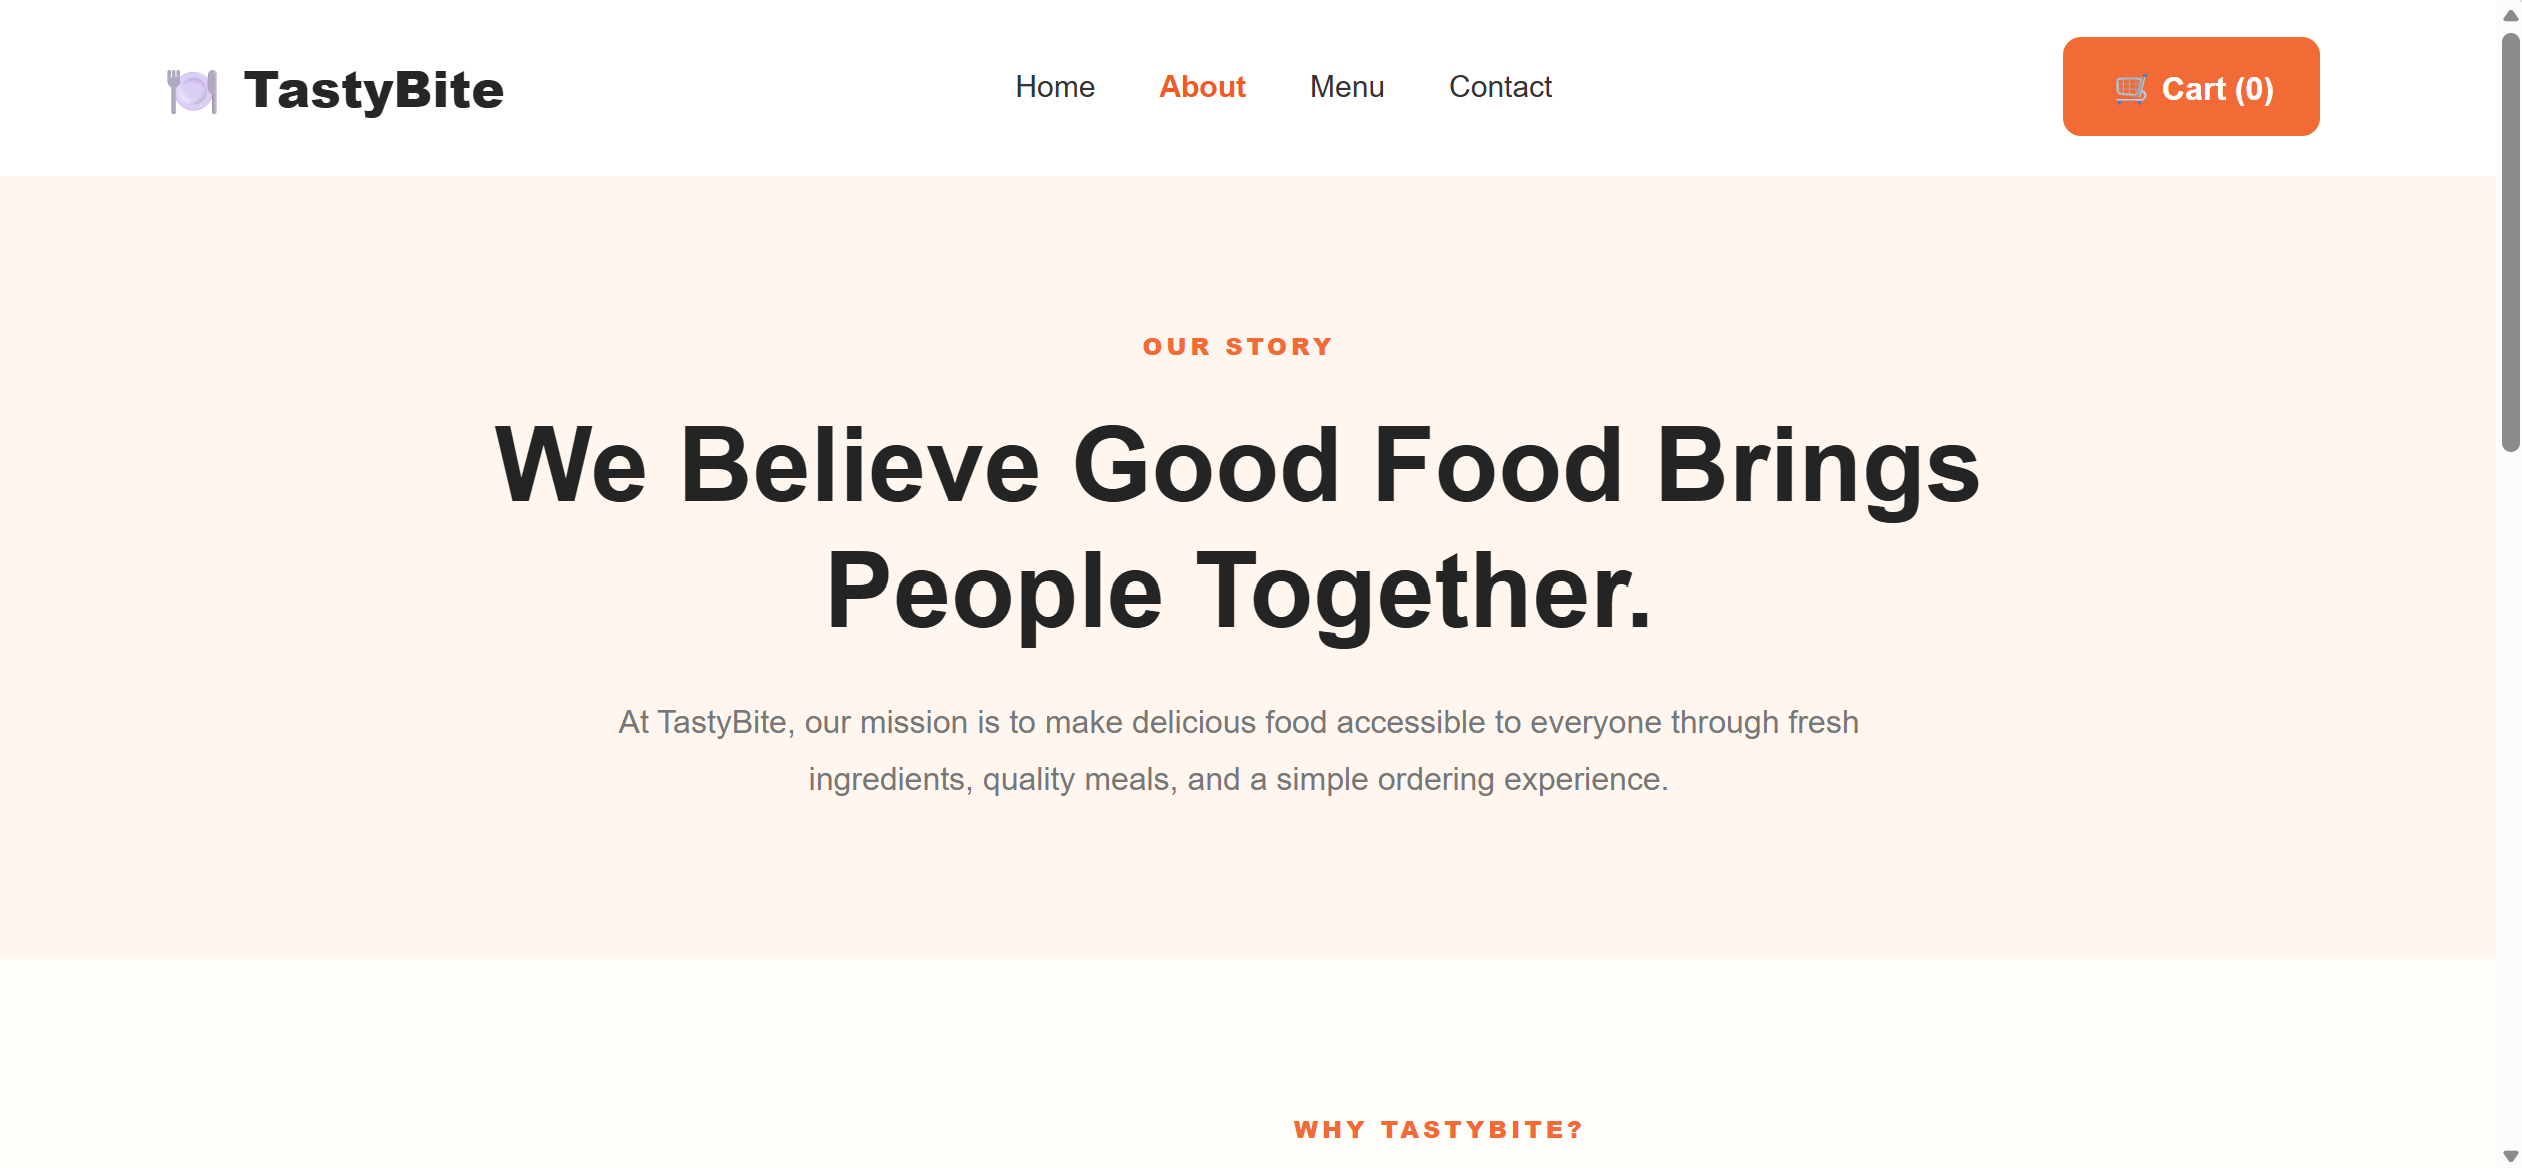 TastyBite
Home About Menu Contact
Cart (0)
OUR STORY
We Believe Good Food Brings
People Together.
At TastyBite, our mission is to make delicious food accessible to everyone through fresh
ingredients, quality meals, and a simple ordering experience.
WHY TASTYBITE?